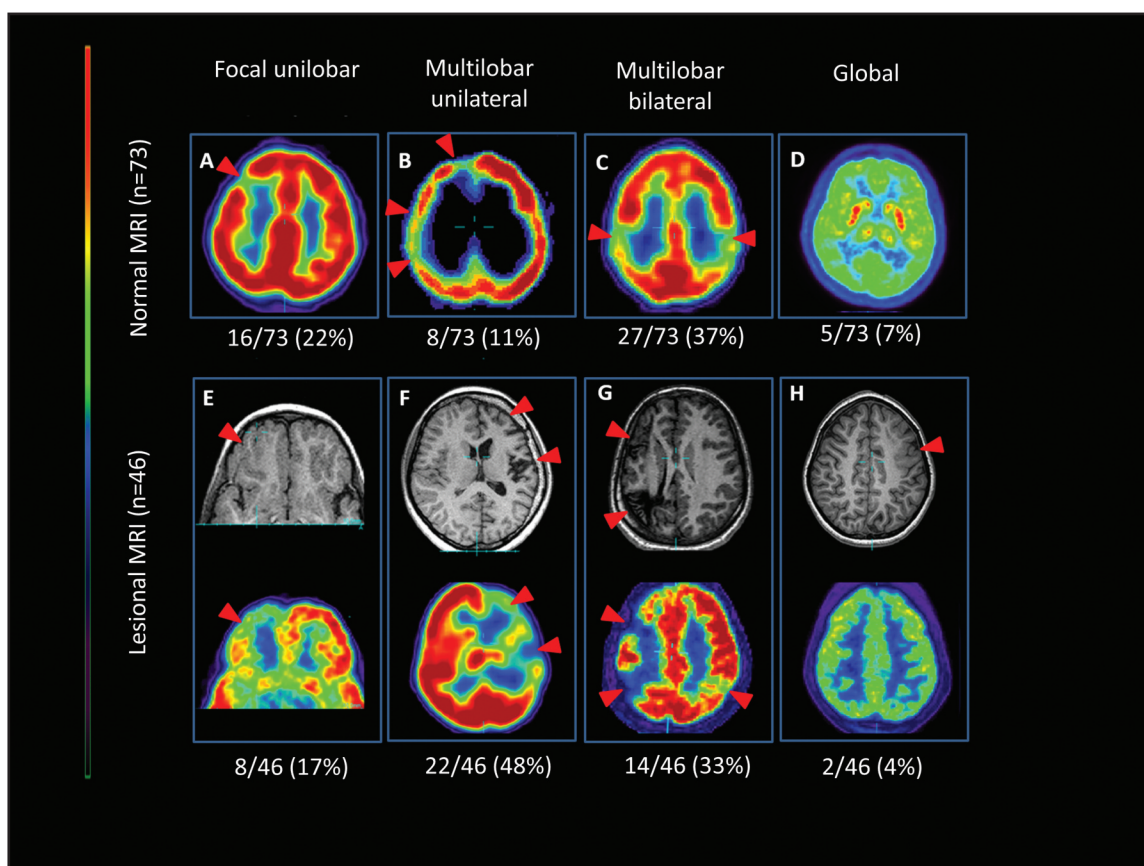 Focal unilobar
Multilobar
unilateral
Multilobar
bilateral
Global
Normal MRI (n=73)
A
B
C
D
16/73 (22%)
8/73 (11%)
27/73 (37%)
5/73 (7%)
Lesional MRI (n=46)
E
F
G
H
8/46 (17%)
22/46 (48%)
14/46 (33%)
2/46 (4%)